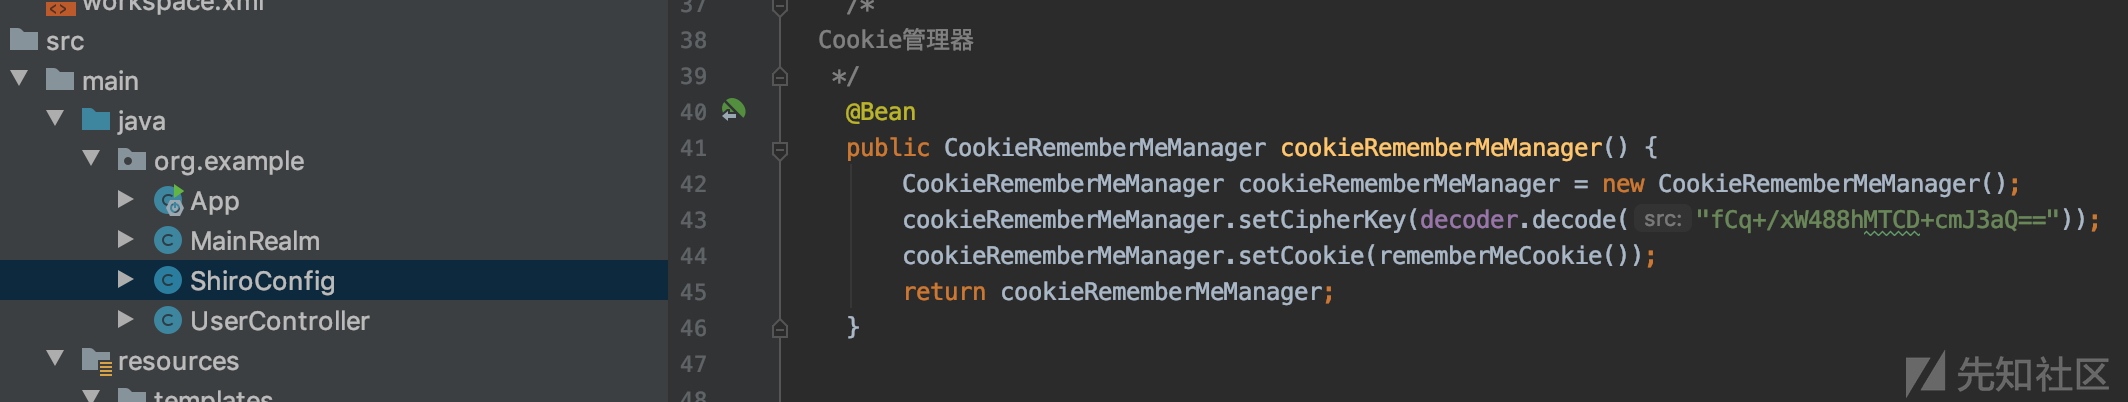 workspace.xml
src
main
java
org.example
App
MainRealm
ShiroConfig
UserController
resources
templates
37 /*
38 Cookie管理器
39 */
40 @Bean
41 public CookieRememberMeManager cookieRememberMeManager() {
42 CookieRememberMeManager cookieRememberMeManager = new CookieRememberMeManager();
43 cookieRememberMeManager.setCipherKey(decoder.decode( src: "fCq+/xW488hMTCD+cmJ3aQ=="));
44 cookieRememberMeManager.setCookie(rememberMeCookie());
45 return cookieRememberMeManager;
46 }
47
48
先知社区